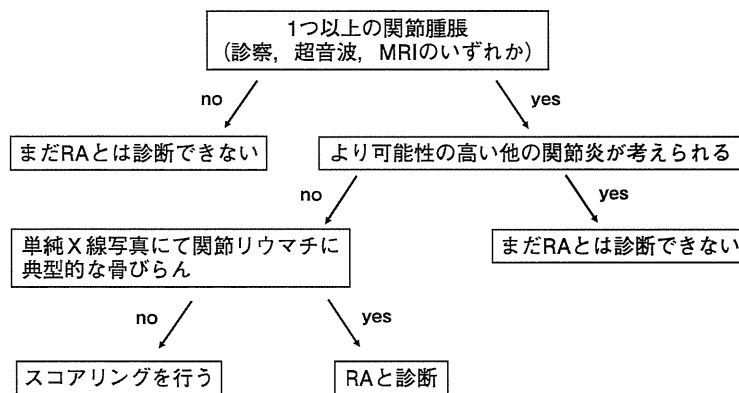 1つ以上の関節腫脹
(診察，超音波，MRIのいずれか)
no
yes
まだRAとは診断できない
より可能性の高い他の関節炎が考えられる
no
yes
単純X線写真にて関節リウマチに
典型的な骨びらん
まだRAとは診断できない
no
yes
スコアリングを行う
RAと診断